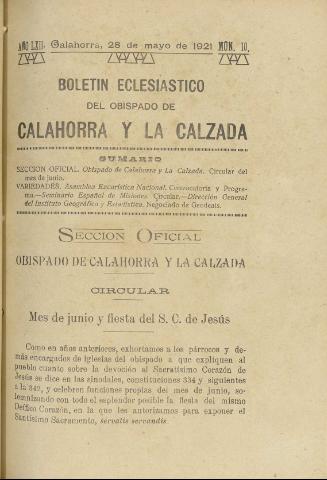 AÑO LXII. Calahorra, 28 de mayo de 1921 NÚM. 10.
BOLETIN ECLESIASTICO
DEL OBISPADO DE
CALAHORRA Y LA CALZADA
SUMARIO
SECCION OFICIAL. Obispado de Calahorra y La Calzada. Circular del
mes de junio.
VARIEDADES. Asamblea Eucarística Nacional. Convocatoria y Progra-
ma.—Seminario Español de Misiones. Circular.—Dirección General
del Instituto Geográfico y Estadística. Negociado de Geodesia.
SECCION OFICIAL
OBISPADO DE CALAHORRA Y LA CALZADA
CIRCULAR
Mes de junio y fiesta del S. C. de Jesús
Como en años anteriores, exhortamos a los párrocos y de-
más encargados de iglesias del obispado a que expliquen al
pueblo cuanto sobre la devoción al Sacratísimo Corazón de
Jesús se dice en las sinodales, constituciones 334 y siguientes
a la 342, y celebren funciones propias del mes de junio, so-
lemnizando con todo el esplendor posible la fiesta del mismo
Deífico Corazón, en la que les autorizamos para exponer el
Santísimo Sacramento, servatis servandis.